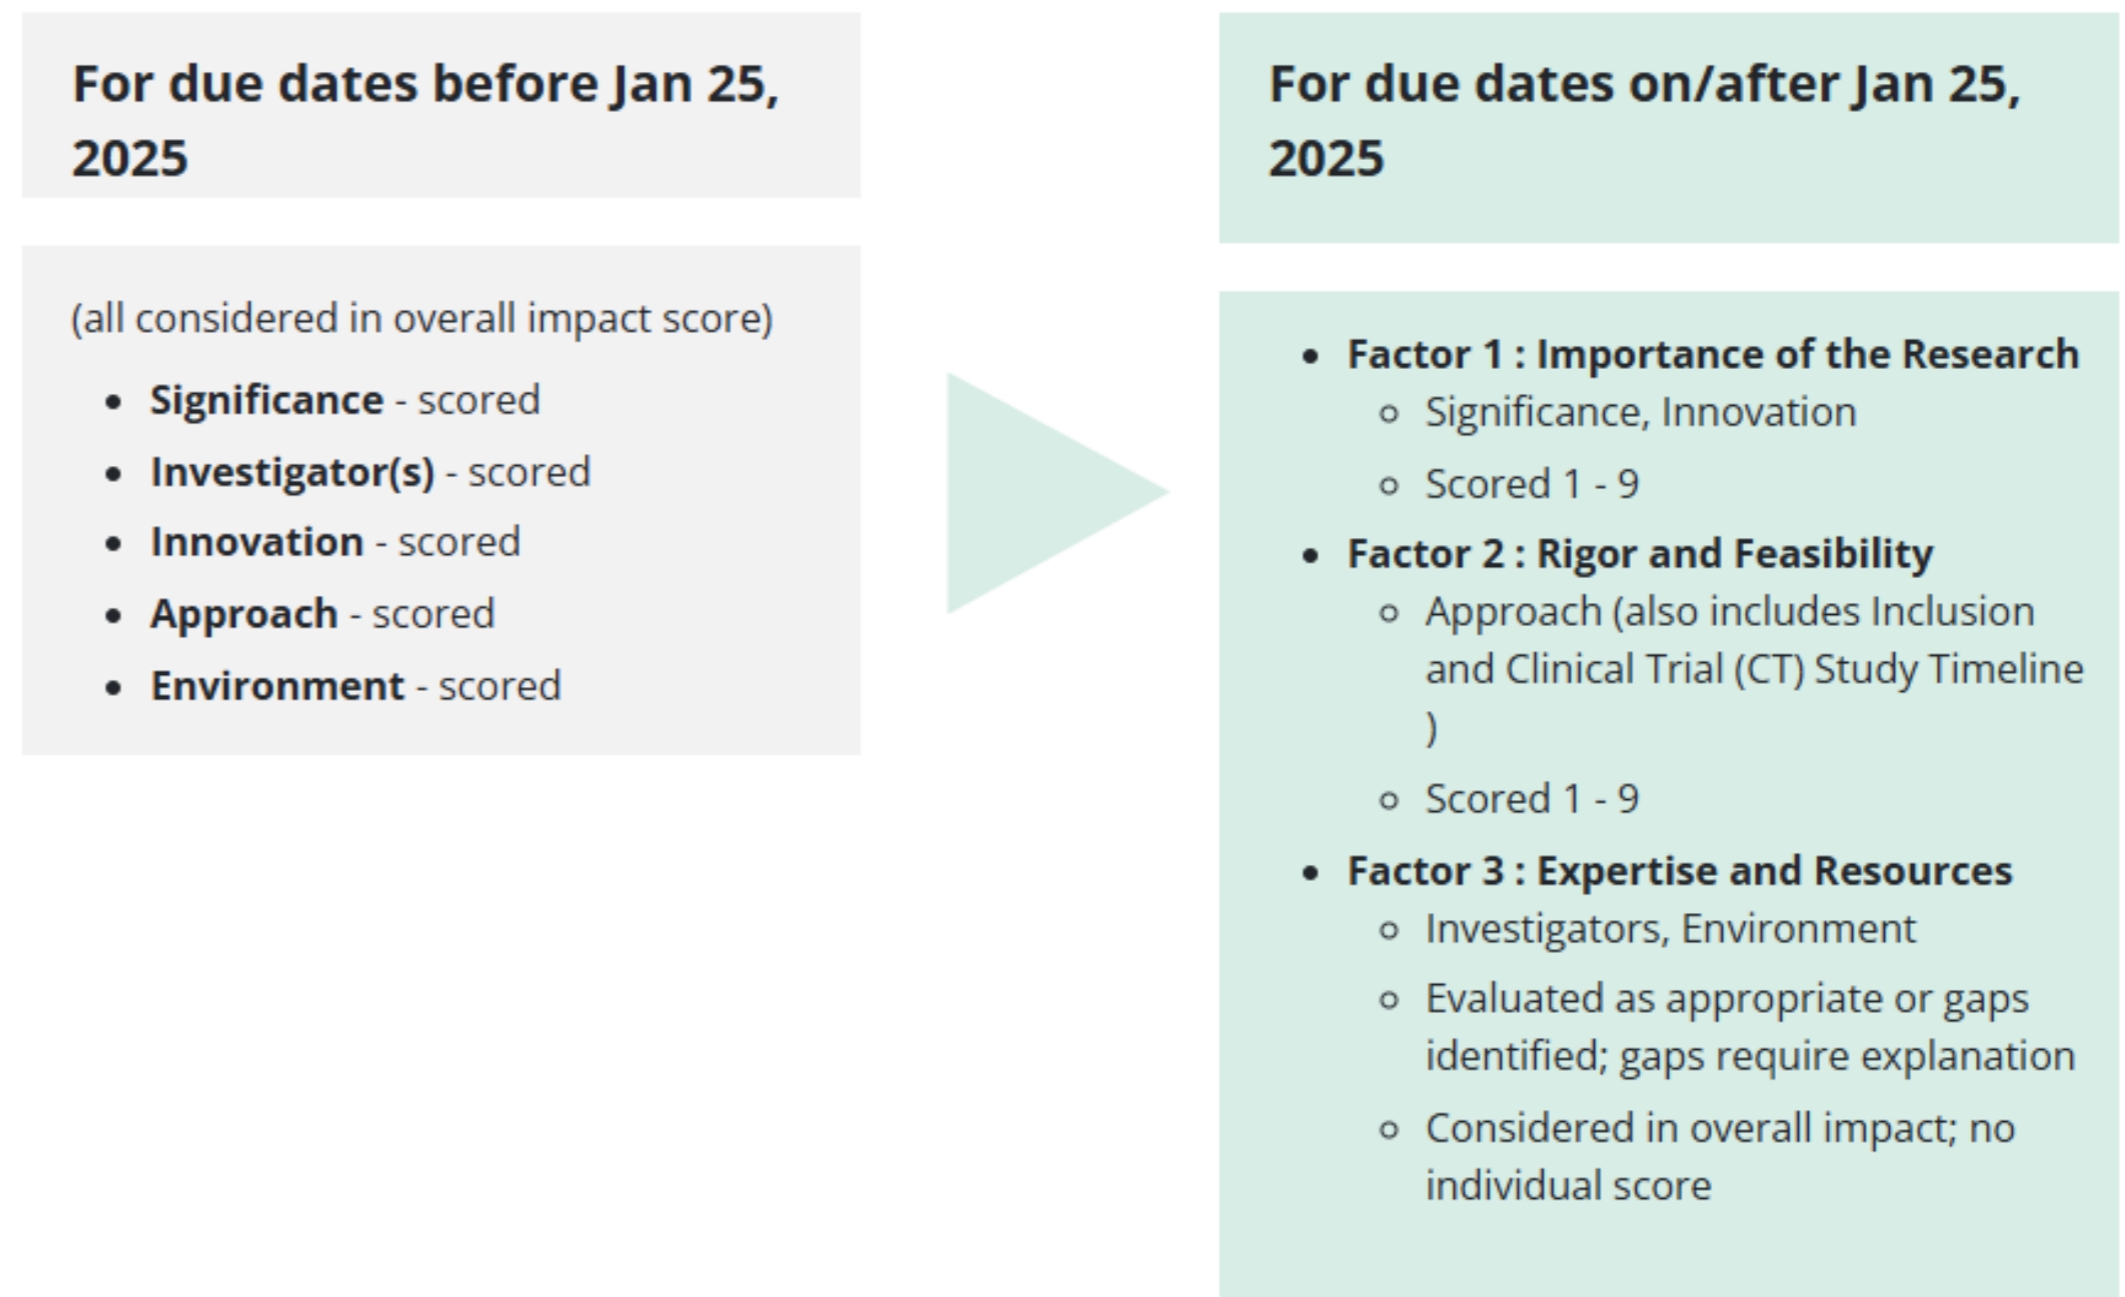 For due dates before Jan 25,
2025
(all considered in overall impact score)
Significance - scored
Investigator(s) - scored
Innovation - scored
Approach - scored
Environment - scored
For due dates on/after Jan 25,
2025
Factor 1 : Importance of the Research
Significance, Innovation
Scored 1 - 9
Factor 2 : Rigor and Feasibility
Approach (also includes Inclusion
and Clinical Trial (CT) Study Timeline
)
Scored 1 - 9
Factor 3 : Expertise and Resources
Investigators, Environment
Evaluated as appropriate or gaps
identified; gaps require explanation
Considered in overall impact; no
individual score